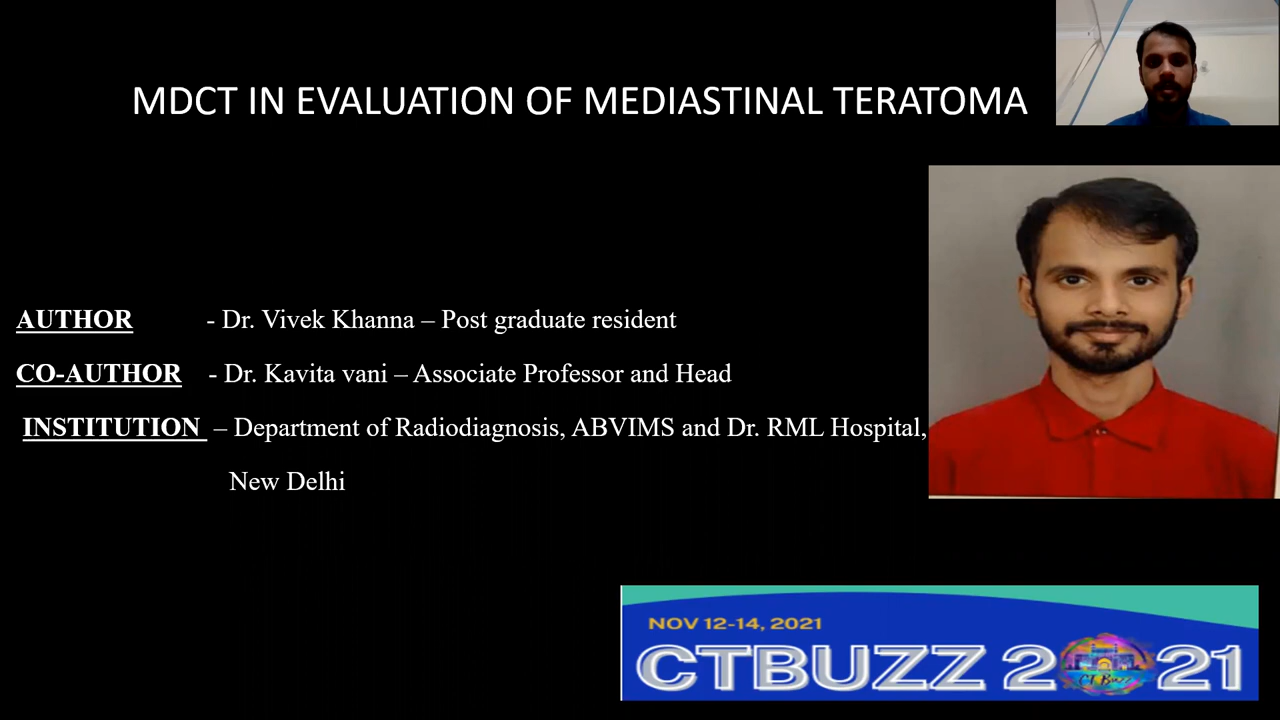 MDCT IN EVALUATION OF MEDIASTINAL TERATOMA
AUTHOR - Dr. Vivek Khanna – Post graduate resident
CO-AUTHOR - Dr. Kavita vani – Associate Professor and Head
INSTITUTION – Department of Radiodiagnosis, ABVIMS and Dr. RML Hospital,
New Delhi
NOV 12-14, 2021
CTBUZZ 2021
CT Buzz